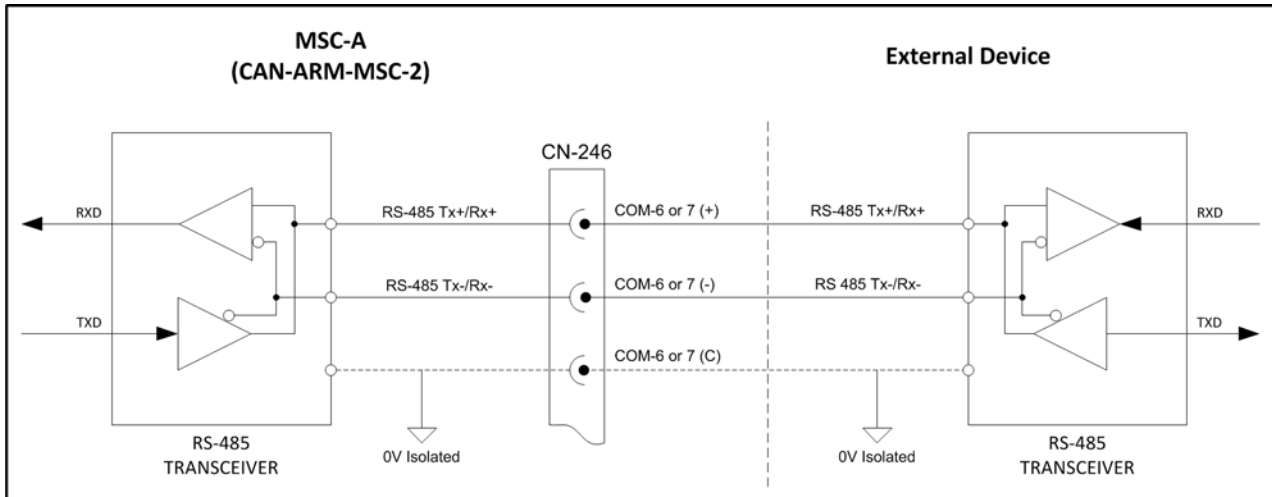 MSC-A
(CAN-ARM-MSC-2)
External Device
CN-246
RXD
RS-485 Tx+/Rx+
COM-6 or 7 (+)
RS-485 Tx+/Rx+
RXD
RS-485 Tx-/Rx-
COM-6 or 7 (-)
RS 485 Tx-/Rx-
TXD
TXD
COM-6 or 7 (C)
RS-485
TRANSCEIVER
0V Isolated
0V Isolated
RS-485
TRANSCEIVER